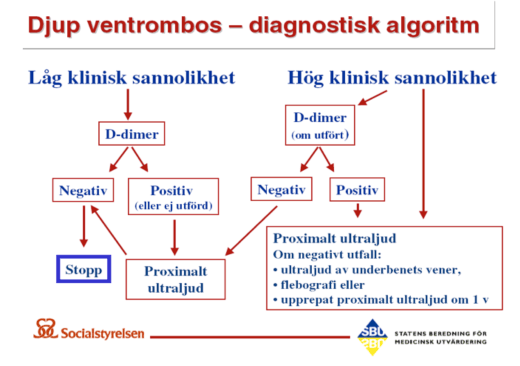 Djup ventrombos – diagnostisk algoritm
Låg klinisk sannolikhet
Hög klinisk sannolikhet
D-dimer
D-dimer
(om utfört)
Negativ
Positiv
(eller ej utförd)
Negativ
Positiv
Stopp
Proximalt
ultraljud
Proximalt ultraljud
Om negativt utfall:
• ultraljud av underbenets vener,
• flebografi eller
• upprepat proximalt ultraljud om 1 v
Socialstyrelsen
SBU
STATENS BEREDNING FÖR
MEDICINSK UTVÄRDERING